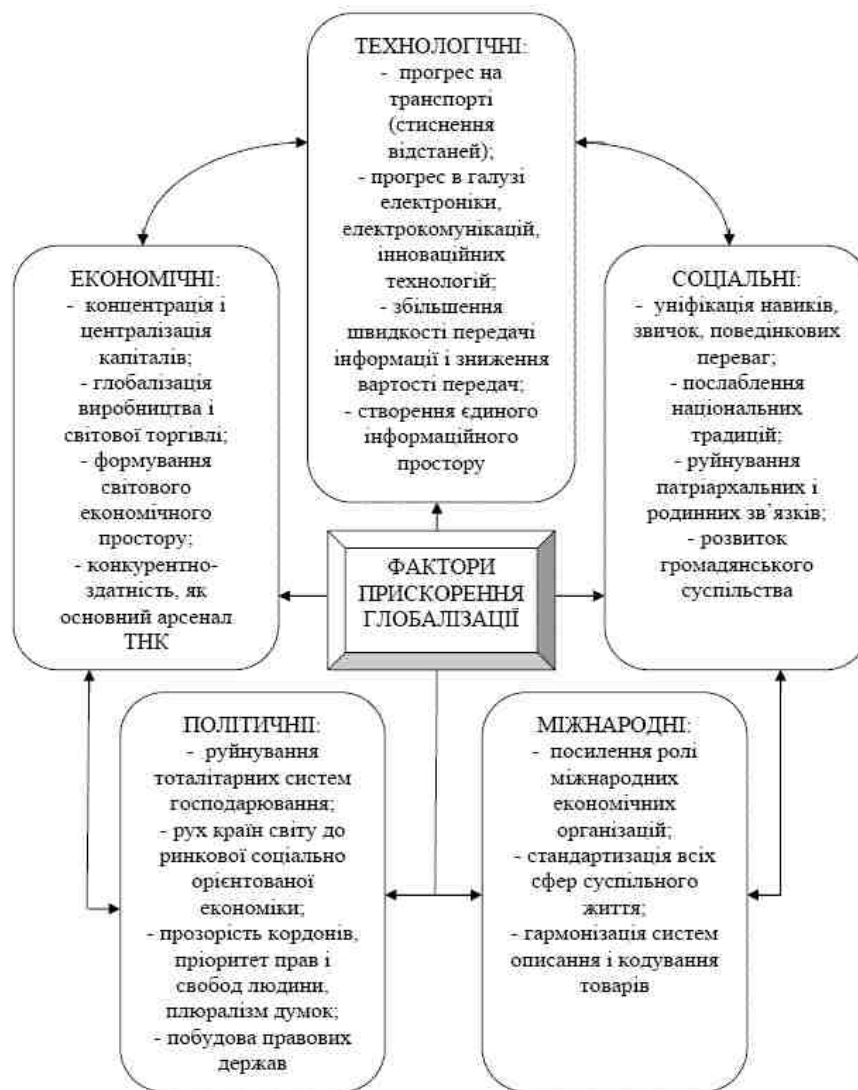 ТЕХНОЛОГІЧНІ:
- прогрес на
транспорті
(стиснення
відстаней);
- прогрес в галузі
електроніки,
електрокомунікацій,
інноваційних
технологій;
- збільшення
швидкості передачі
інформації і зниження
вартості передач;
- створення єдиного
інформаційного
простору
ЕКОНОМІЧНІ:
- концентрація і
централізація
капіталів;
- глобалізація
виробництва і
світової торгівлі;
- формування
світового
економічного
простору;
- конкурентно-
здатність, як
основний арсенал
ТНК
СОЦІАЛЬНІ:
- уніфікація навиків,
звичок, поведінкових
переваг;
- послаблення
національних
традицій;
- руйнування
патріархальних і
родинних зв’язків;
- розвиток
громадянського
суспільства
ФАКТОРИ
ПРИСКОРЕННЯ
ГЛОБАЛІЗАЦІЇ
ПОЛІТИЧНІІ:
- руйнування
тоталітарних систем
господарювання;
- рух країн світу до
ринкової соціально
орієнтованої
економіки;
- прозорість кордонів,
пріоритет прав і
свобод людини,
плюралізм думок;
- побудова правових
держав
МІЖНАРОДНІ:
- посилення ролі
міжнародних
економічних
організацій;
- стандартизація всіх
сфер суспільного
життя;
- гармонізація систем
описання і кодування
товарів